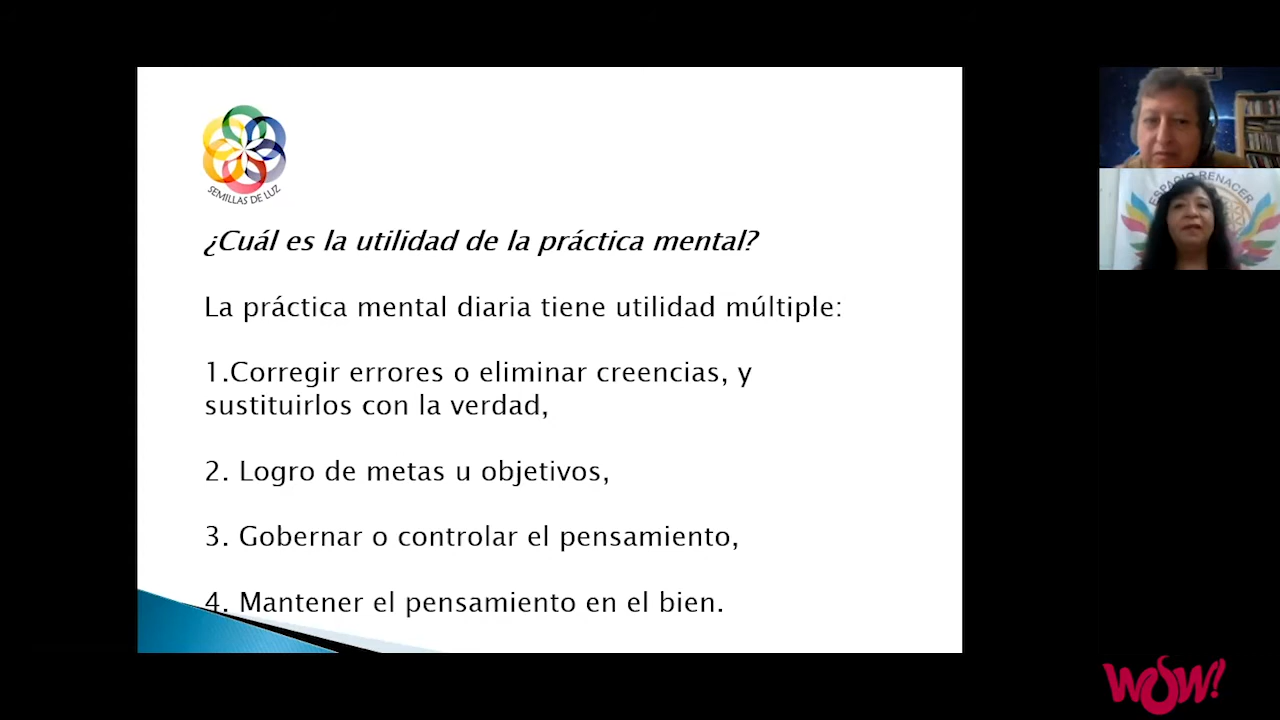 SEMILLAS DE LUZ
¿Cuál es la utilidad de la práctica mental?
La práctica mental diaria tiene utilidad múltiple:
1.Corregir errores o eliminar creencias, y
sustituirlos con la verdad,
2. Logro de metas u objetivos,
3. Gobernar o controlar el pensamiento,
4. Mantener el pensamiento en el bien.
ESPACIO RENACER
WOW!